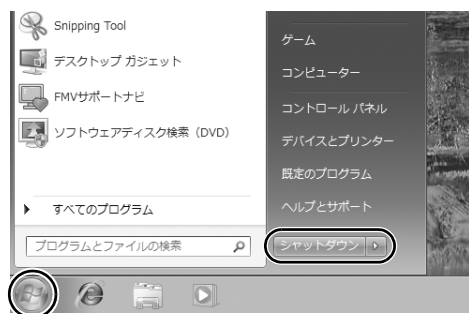 Snipping Tool
デスクトップ ガジェット
FMVサポートナビ
ソフトウェアディスク検索（DVD）
すべてのプログラム
プログラムとファイルの検索
ゲーム
コンピューター
コントロール パネル
デバイスとプリンター
既定のプログラム
ヘルプとサポート
シャットダウン